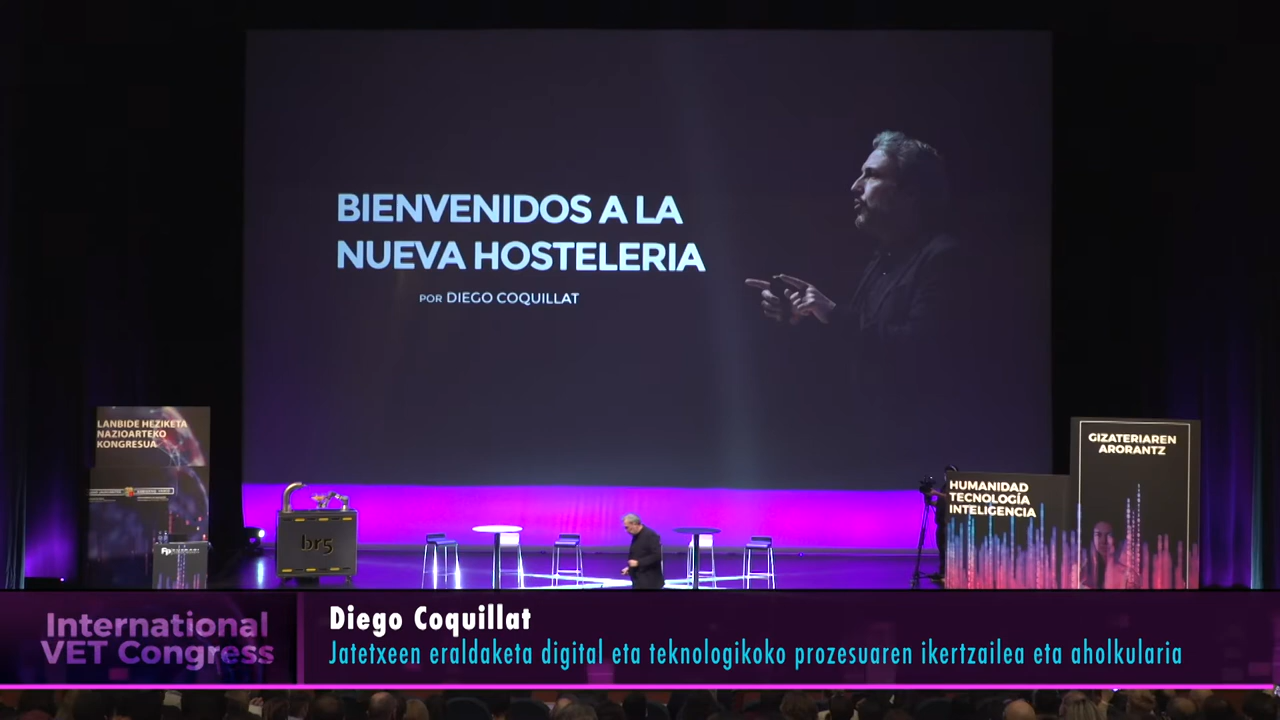 BIENVENIDOS A LA
NUEVA HOSTELERIA
POR DIEGO COQUILLAT
LANBIDE HEZIKETA
NAZIOARTEKO
KONGRESUA
br5
HUMANIDAD
TECNOLOGÍA
INTELIGENCIA
GIZATERIAREN
ARORANTZ
International
VET Congress
Diego Coquillat
Jatetxeen eraldaketa digital eta teknologikoko prozesuaren ikertzailea eta aholkularia